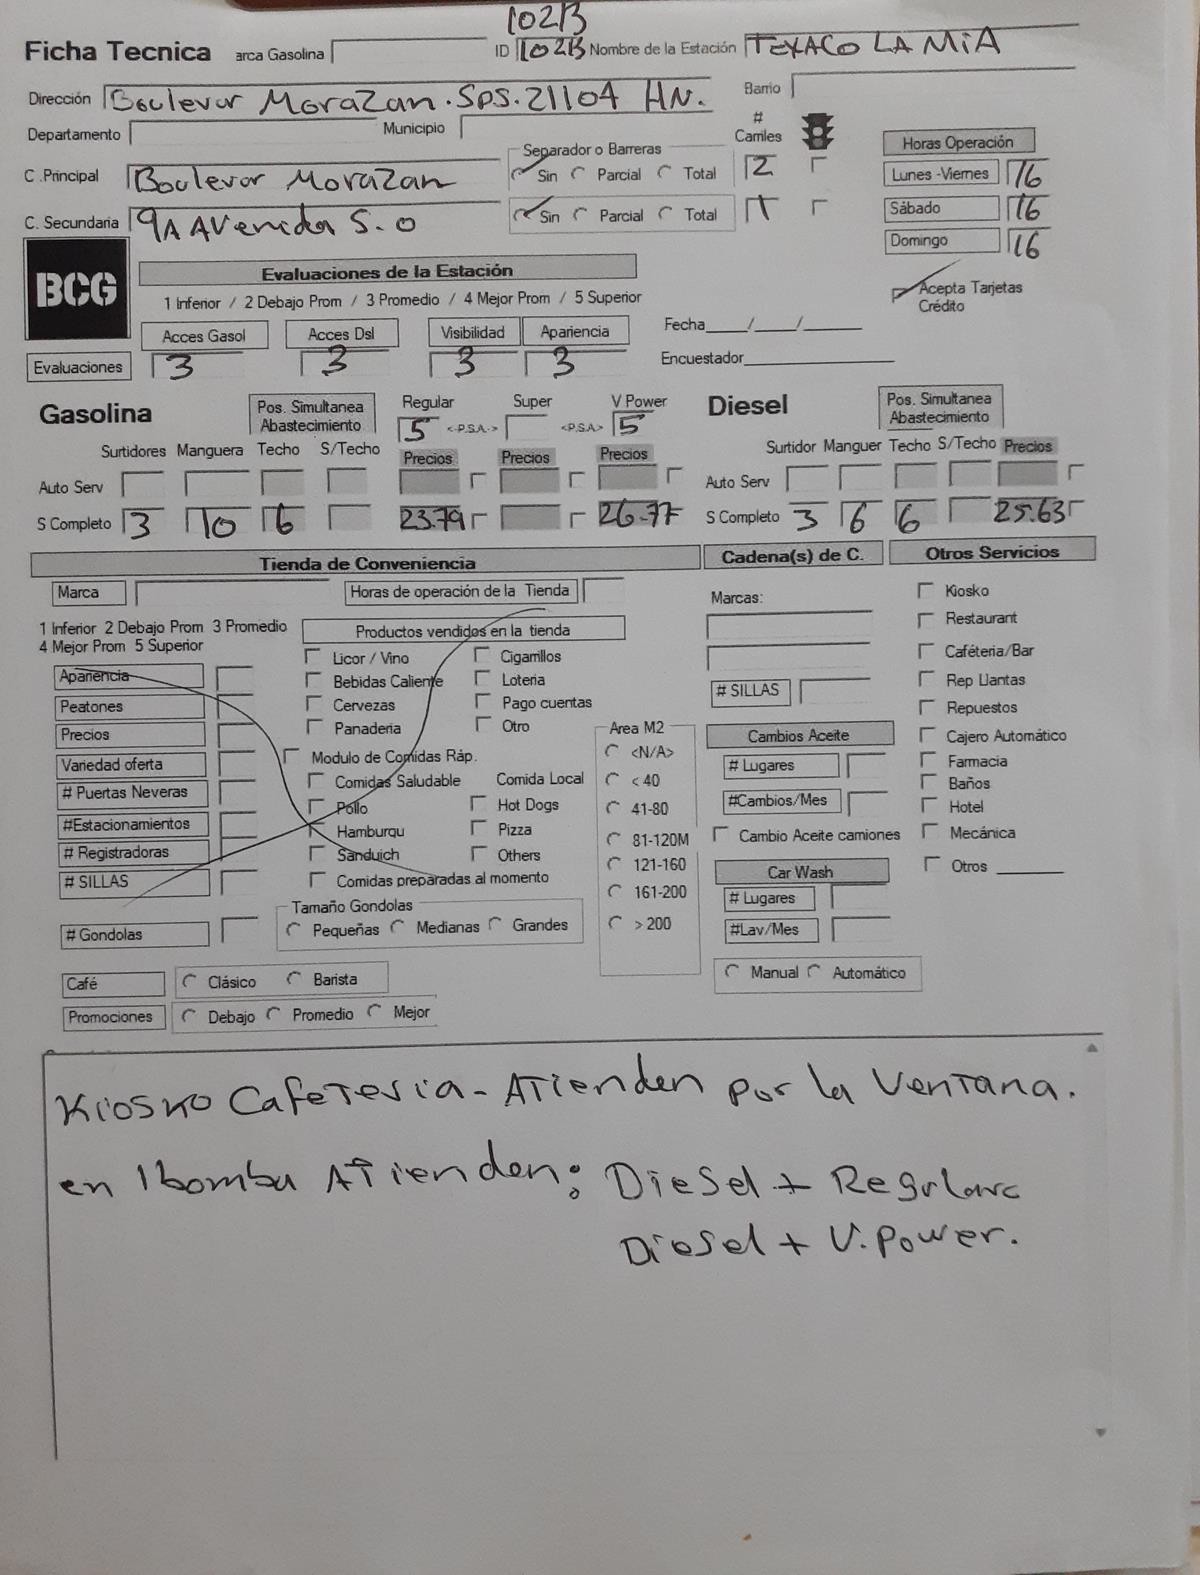 102B
Ficha Tecnica arca Gasolina ID 102B Nombre de la Estación TEXACO LA MIA
Dirección Boulevar Morazan. SPS. 21104 HN. Barrio
Departamento Municipio # Carriles
Separador o Barreras Horas Operación
C .Principal Boulevar Morazan Sin Parcial Total 2 Lunes -Viernes 16
C. Secundaria 9A Avenida S. O Sin Parcial Total 1 Sábado 16
Domingo 16
BCG
Evaluaciones de la Estación
1 Inferior / 2 Debajo Prom / 3 Promedio / 4 Mejor Prom / 5 Superior
Acepta Tarjetas
Crédito
Acces Gasol Acces Dsl Visibilidad Apariencia Fecha____/____/______
Evaluaciones 3 3 3 3 Encuestador
Gasolina Pos. Simultanea Abastecimiento Regular Super V Power Diesel Pos. Simultanea Abastecimiento
5 <-P.S.A.-> <P.S.A> 5
Surtidores Manguera Techo S/Techo Precios Precios Precios Surtidor Manguer Techo S/Techo Precios
Auto Serv Auto Serv
S Completo 3 10 6 23.79 26.77 S Completo 3 6 6 25.63
Tienda de Conveniencia Cadena(s) de C. Otros Servicios
Marca Horas de operación de la Tienda Marcas: Kiosko
1 Inferior 2 Debajo Prom 3 Promedio
4 Mejor Prom 5 Superior
Productos vendidos en la tienda Restaurant
Apariencia Licor / Vino Cigarrillos Caféteria/Bar
Peatones Bebidas Caliente Loteria # SILLAS Rep Llantas
Precios Cervezas Pago cuentas Repuestos
Panaderia Otro Area M2 Cambios Aceite Cajero Automático
Variedad oferta Modulo de Comidas Ráp. <N/A> # Lugares Farmacia
# Puertas Neveras Comidas Saludable Comida Local < 40 Baños
Pollo Hot Dogs 41-80 #Cambios/Mes Hotel
#Estacionamientos Hamburqu Pizza 81-120M Cambio Aceite camiones Mecánica
# Registradoras Sanduich Others 121-160 Car Wash Otros
# SILLAS Comidas preparadas al momento 161-200 # Lugares
Tamaño Gondolas
# Gondolas Pequeñas Medianas Grandes > 200 #Lav/Mes
Café Clásico Barista Manual Automático
Promociones Debajo Promedio Mejor
Kiosko Cafeteria - Atienden por la Ventana.
en 1 bomba Atienden: Diesel +
Diesel + V. Power.